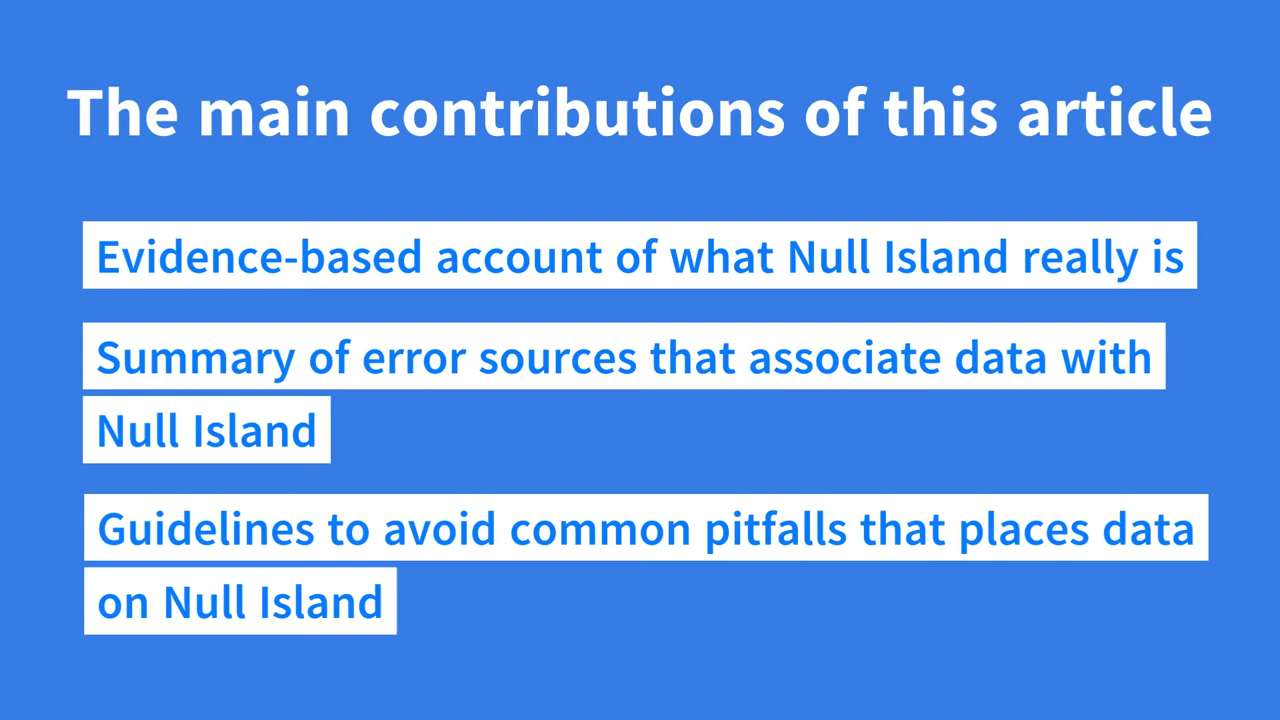 The main contributions of this article
Evidence-based account of what Null Island really is
Summary of error sources that associate data with
Null Island
Guidelines to avoid common pitfalls that places data
on Null Island